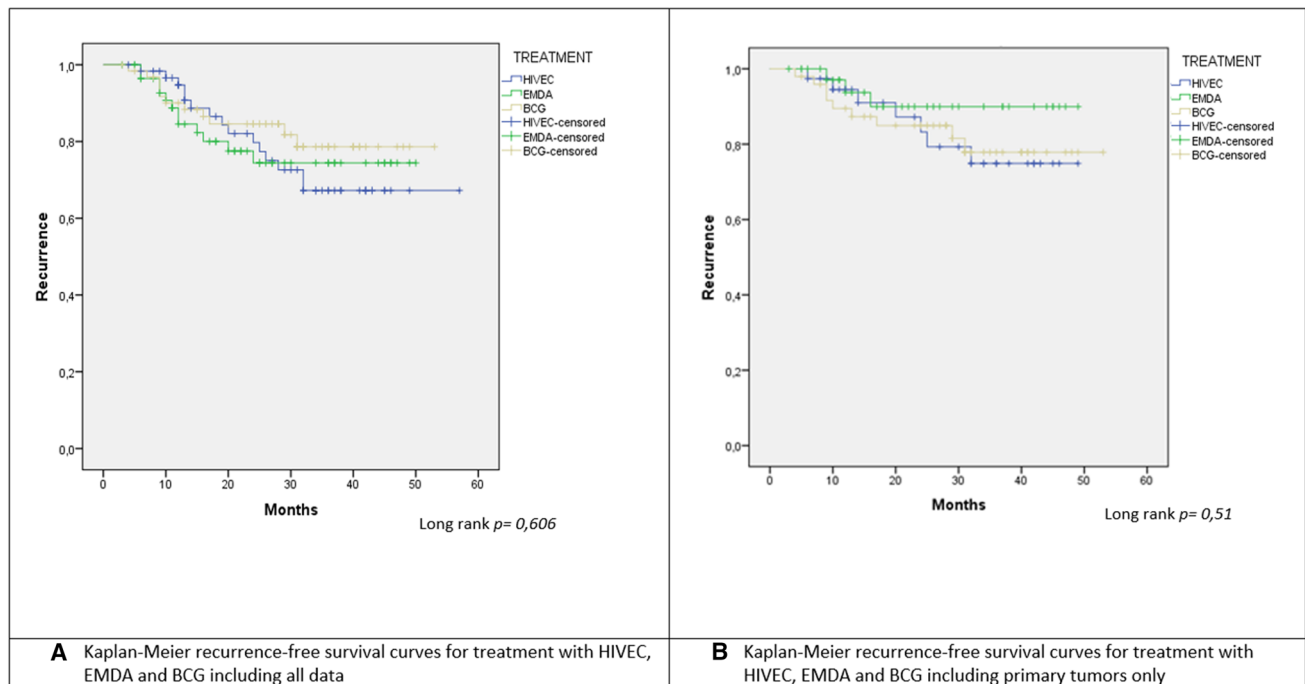 TREATMENT
HIVEC
EMDA
BCG
HIVEC-censored
EMDA-censored
BCG-censored
1,0
0,8
0,6
0,4
0,2
0,0
Recurrence
0 10 20 30 40 50 60
Months
Long rank p= 0,606
A Kaplan-Meier recurrence-free survival curves for treatment with HIVEC,
EMDA and BCG including all data
TREATMENT
HIVEC
EMDA
BCG
HIVEC-censored
EMDA-censored
BCG-censored
1,0
0,8
0,6
0,4
0,2
0,0
Recurrence
0 10 20 30 40 50 60
Months
Long rank p= 0,51
B Kaplan-Meier recurrence-free survival curves for treatment with
HIVEC, EMDA and BCG including primary tumors only